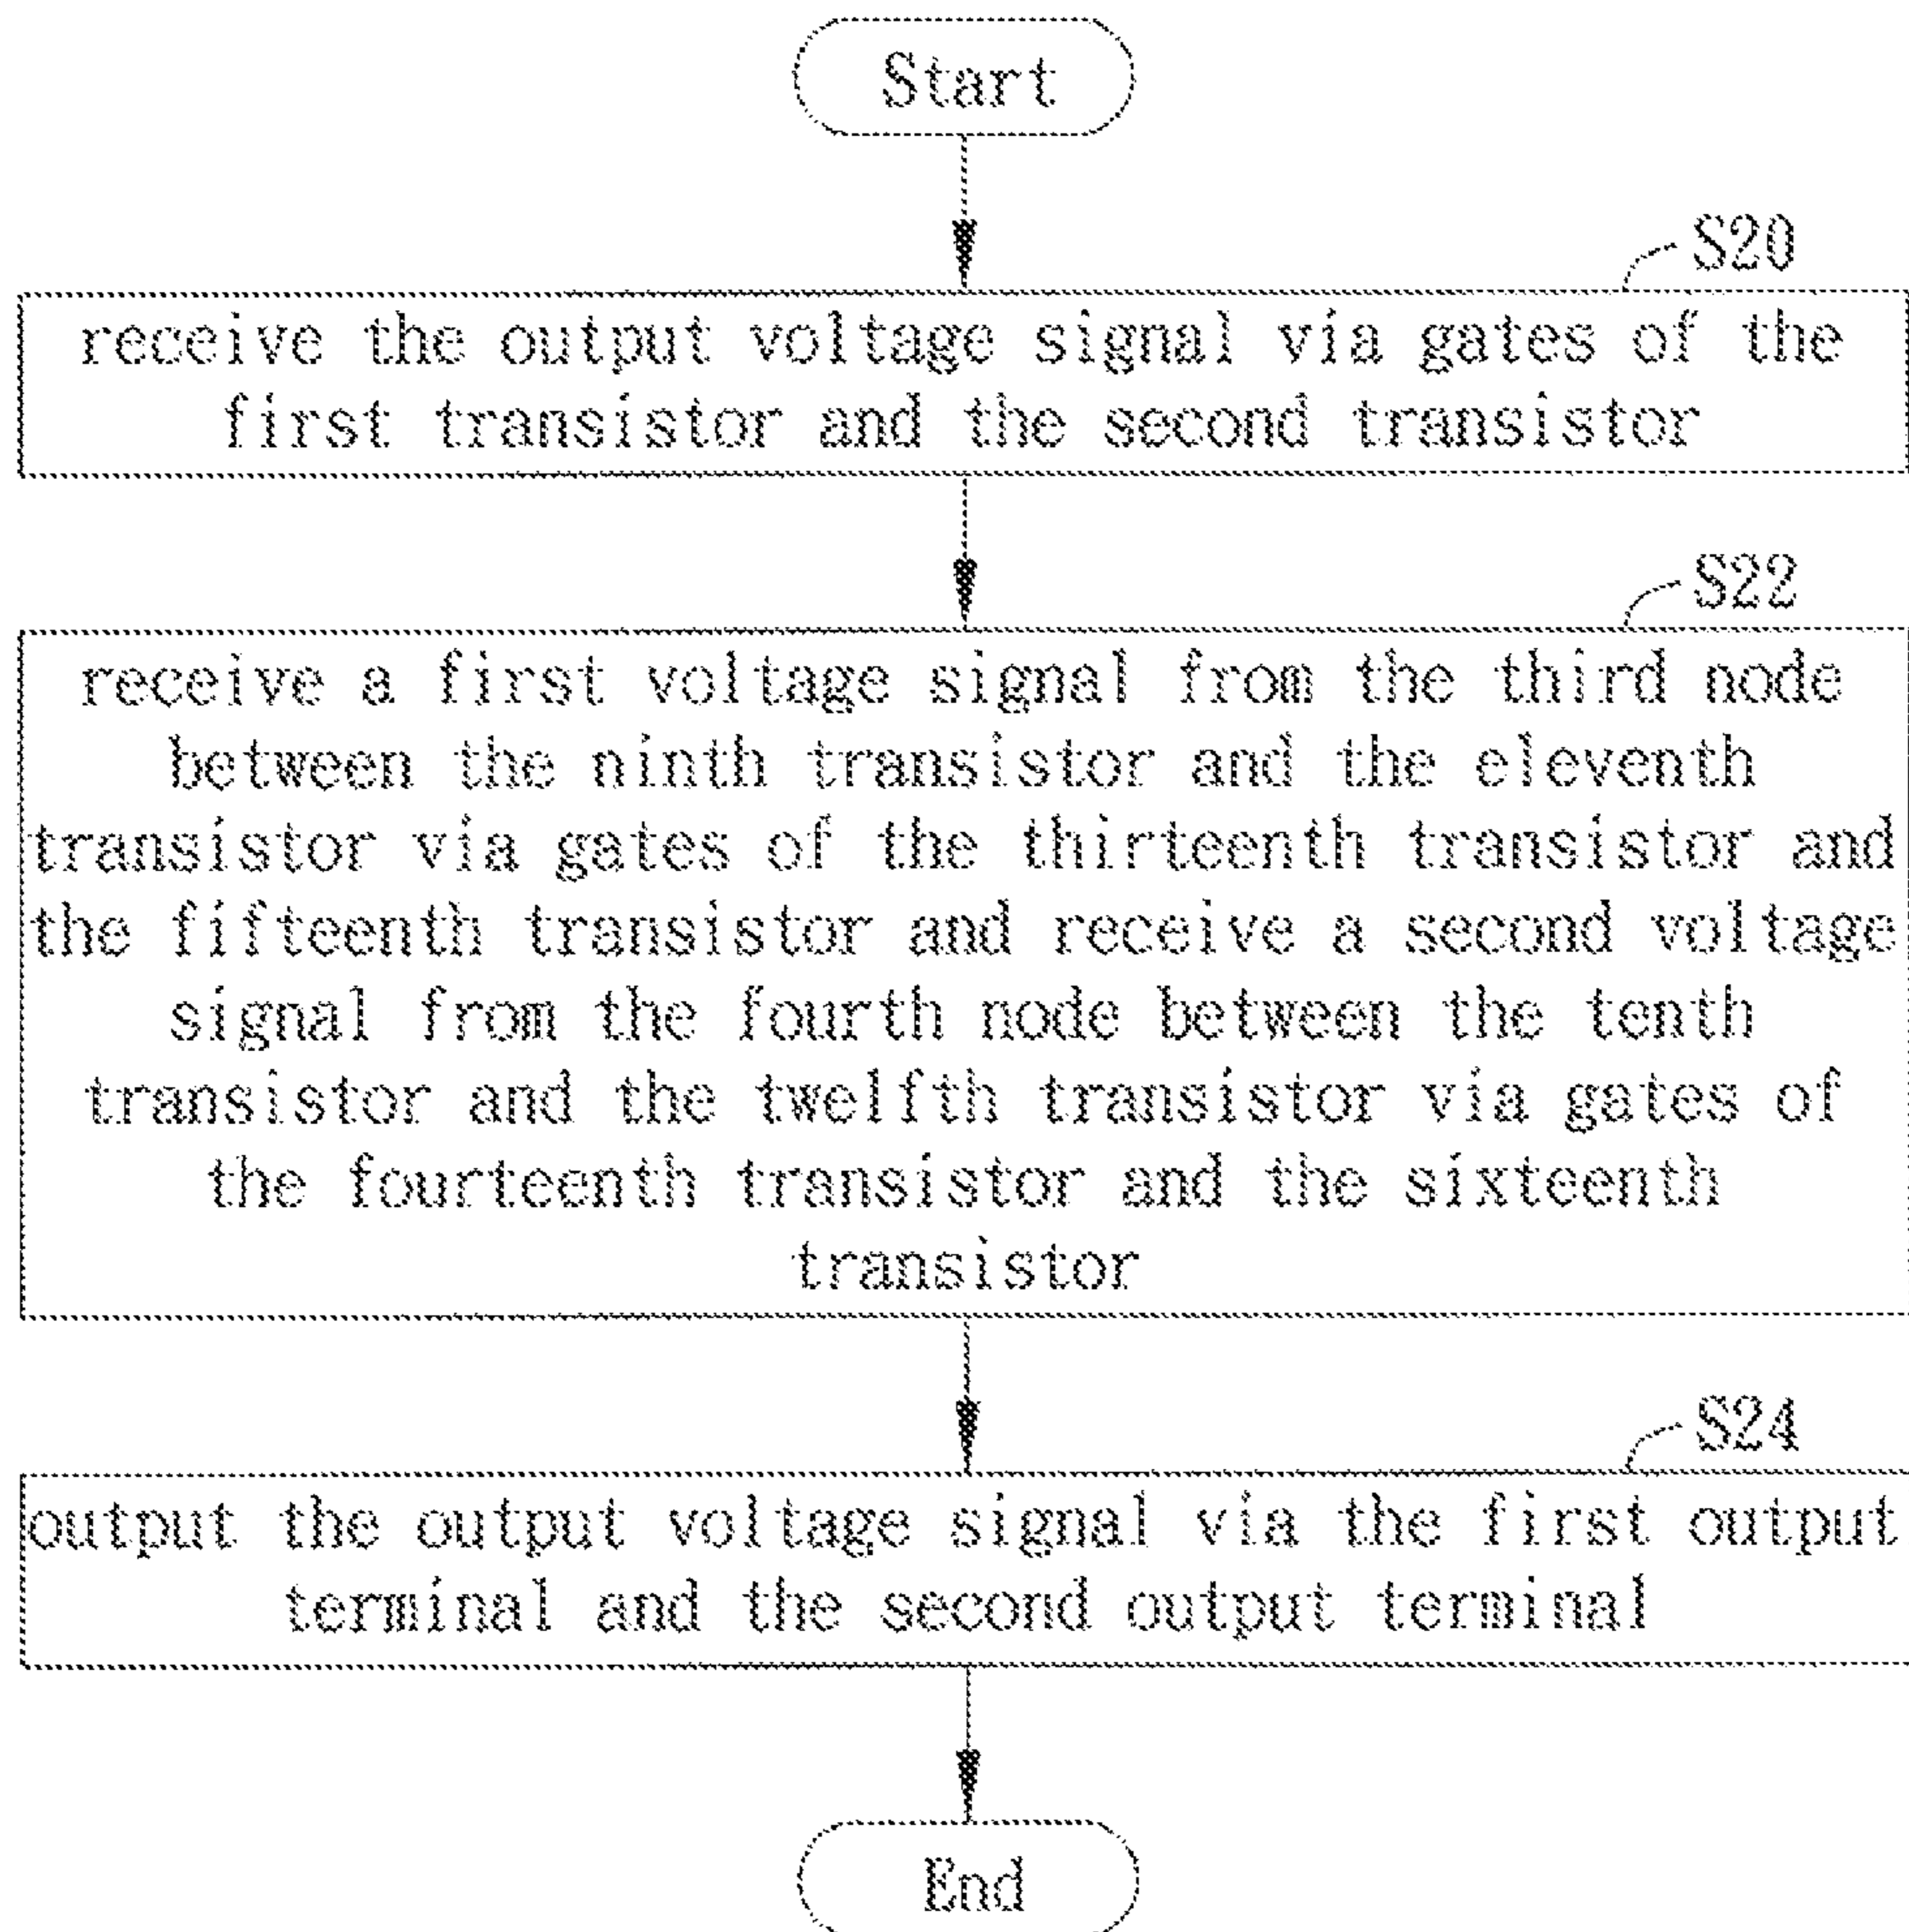 Start
S20
receive the output voltage signal via gates of the
first transistor and the second transistor
S22
receive a first voltage signal from the third node
between the ninth transistor and the eleventh
transistor via gates of the thirteenth transistor and
the fifteenth transistor and receive a second voltage
signal from the fourth node between the tenth
transistor and the twelfth transistor via gates of
the fourteenth transistor and the sixteenth
transistor
S24
output the output voltage signal via the first output
terminal and the second output terminal
End